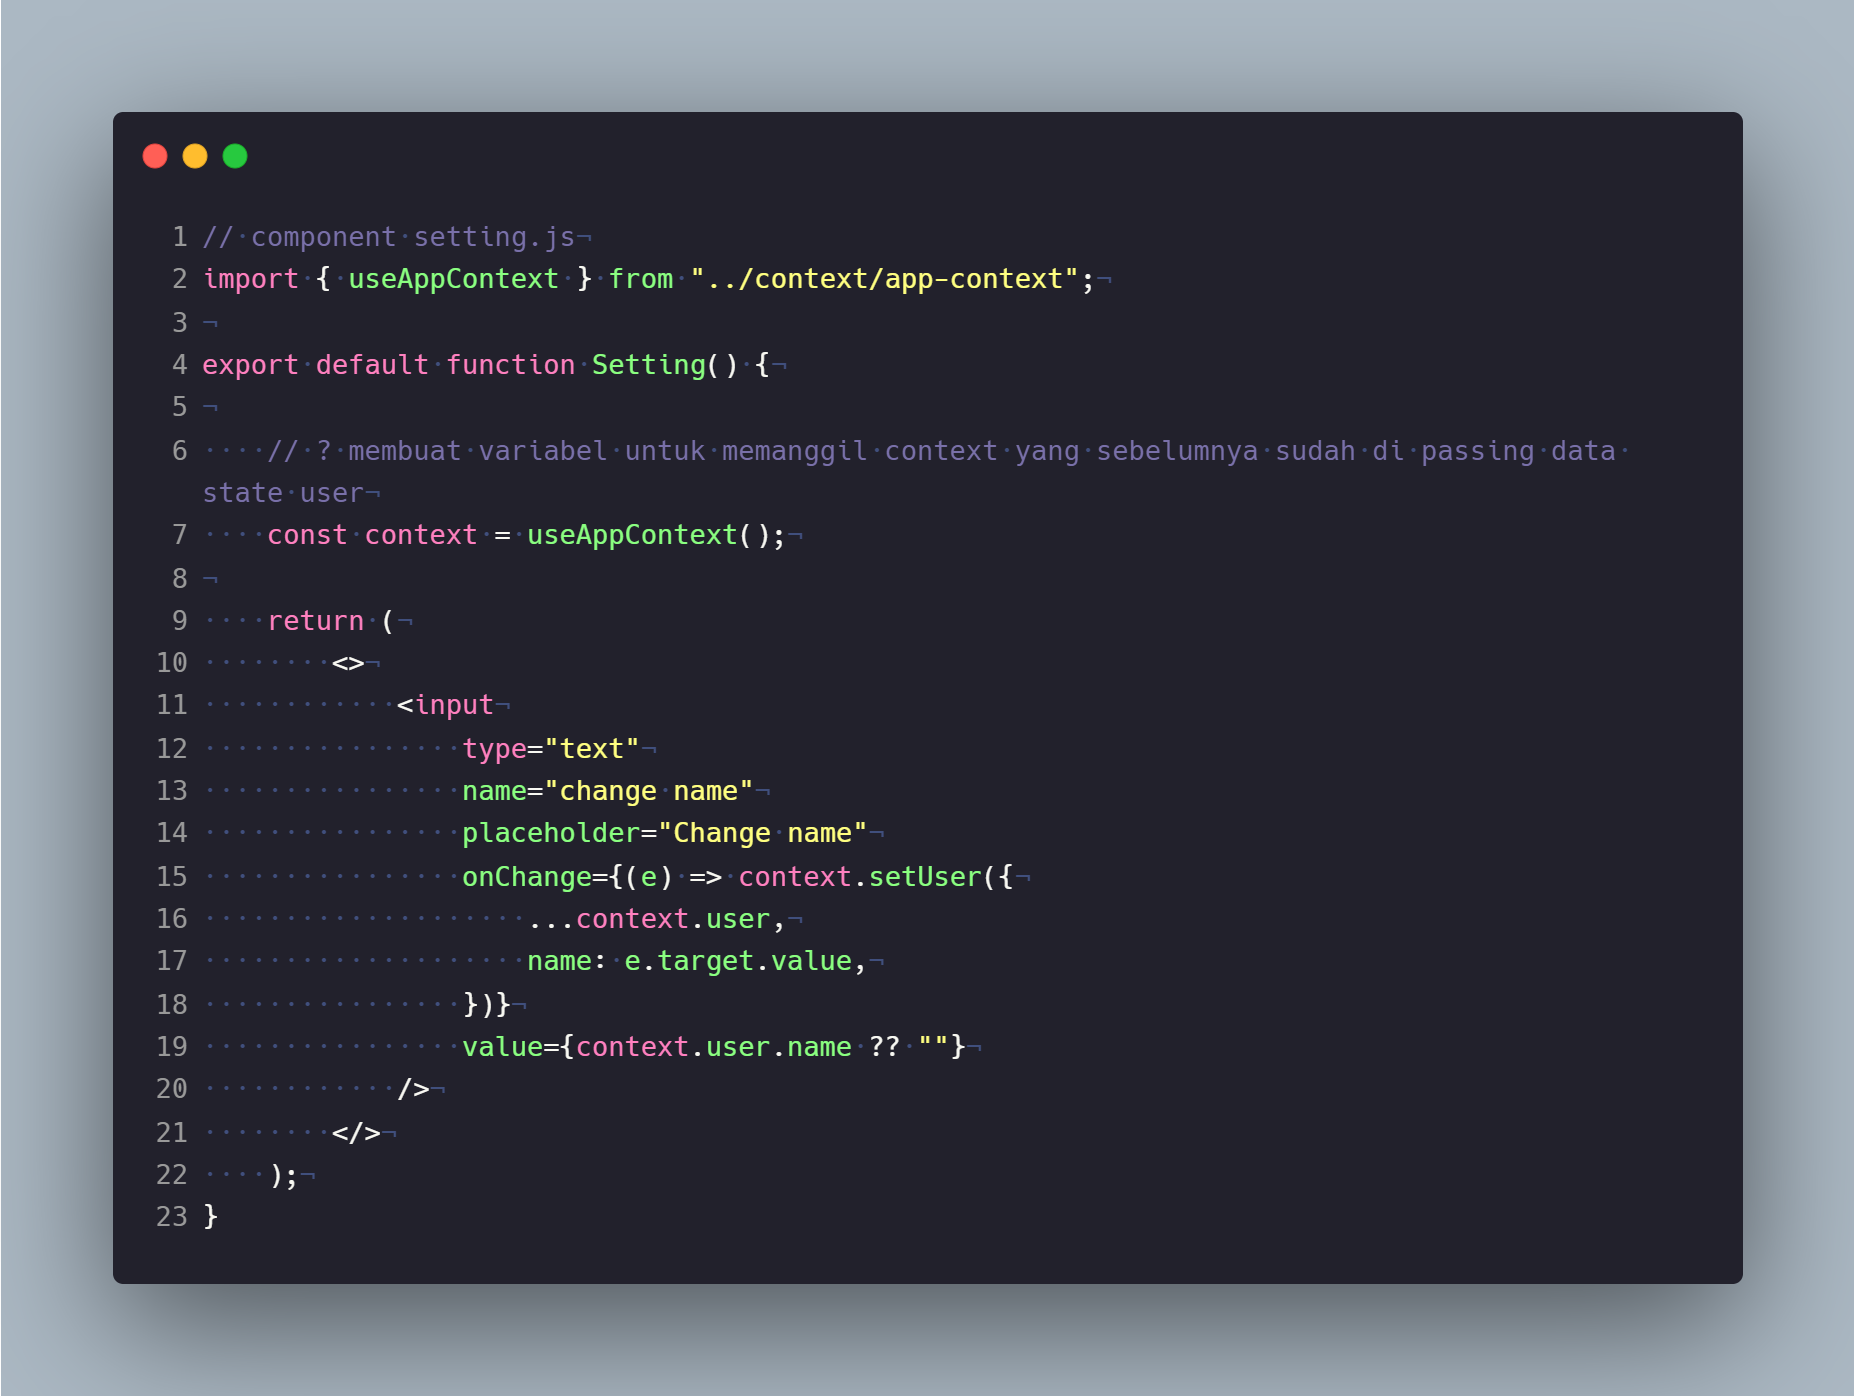 1 // component setting.js¬
2 import { useAppContext } from "../context/app-context";¬
3 ¬
4 export default function Setting() {¬
5 ¬
6 ····// ? membuat variabel untuk memanggil context yang sebelumnya sudah di passing data
state user¬
7 ····const context = useAppContext();¬
8 ¬
9 ····return (¬
10 ········<>¬
11 ············<input¬
12 ················type="text"¬
13 ················name="change name"¬
14 ················placeholder="Change name"¬
15 ················onChange={(e) => context.setUser({¬
16 ····················...context.user,¬
17 ····················name: e.target.value,¬
18 ················})}¬
19 ················value={context.user.name ?? ""}¬
20 ············/>¬
21 ········</>¬
22 ····);¬
23 }